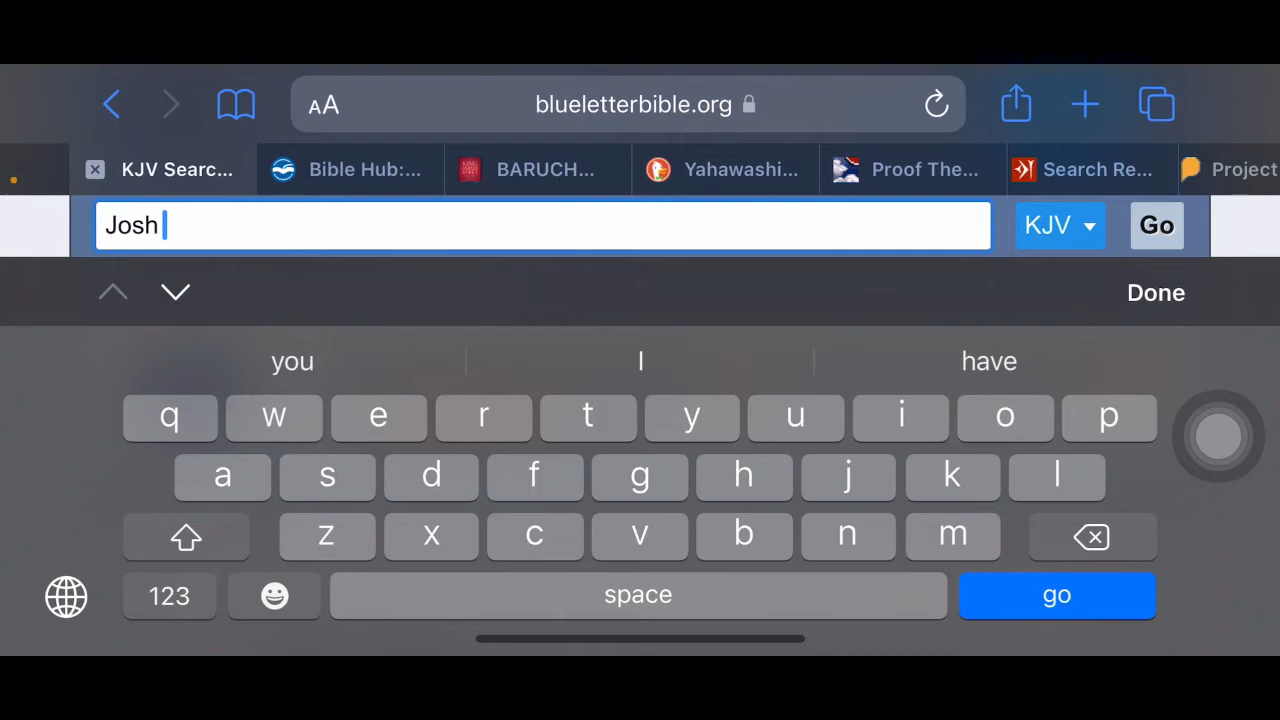 AA blueletterbible.org
KJV Searc... Bible Hub:... BARUCH... Yahawashi... Proof The... Search Re... Project
Josh KJV Go
Done
you I have
q w e r t y u i o p
a s d f g h j k l
z x c v b n m
123 space go